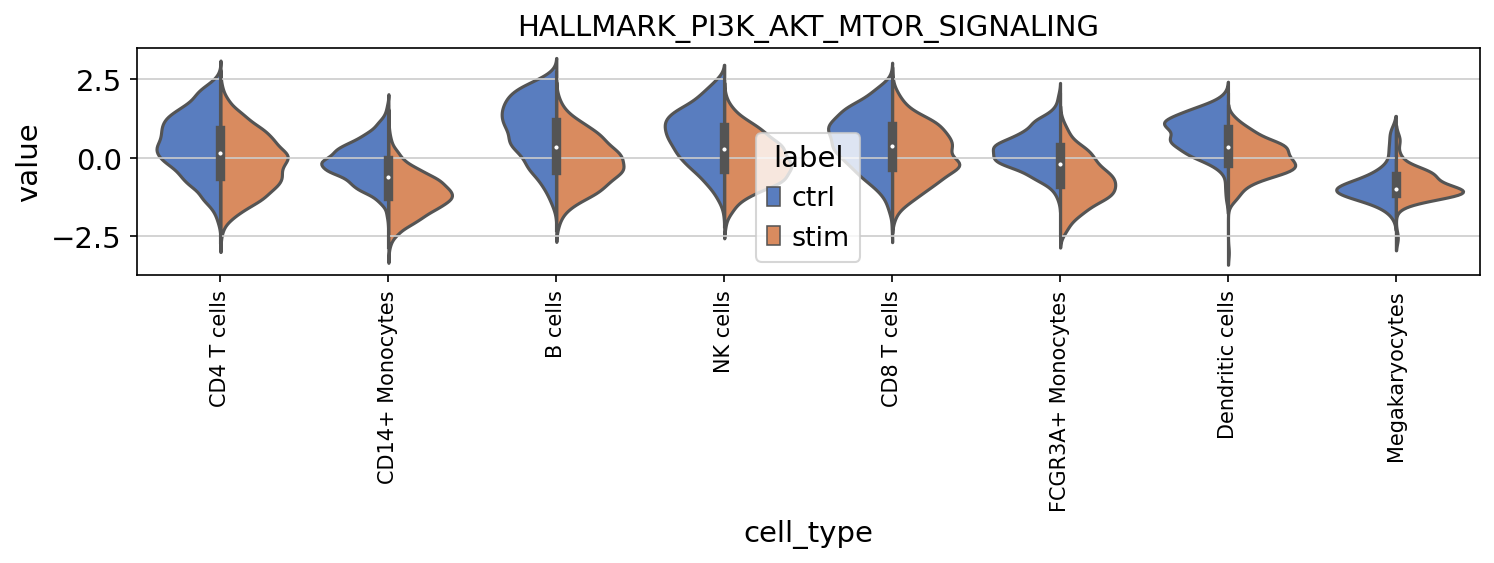 HALLMARK_PI3K_AKT_MTOR_SIGNALING
value
2.5
0.0
−2.5
label
ctrl
stim
CD4 T cells
CD14+ Monocytes
B cells
NK cells
CD8 T cells
FCGR3A+ Monocytes
Dendritic cells
Megakaryocytes
cell_type